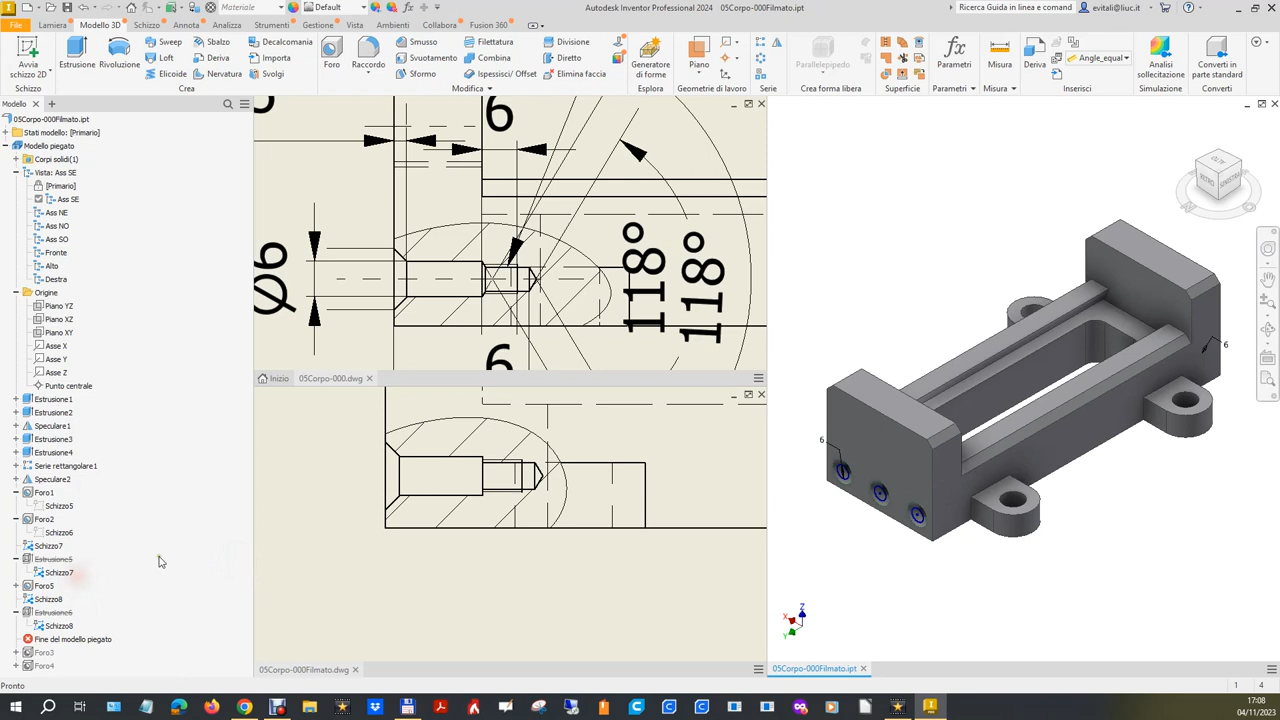 Materiale
Default
Autodesk Inventor Professional 2024
05Corpo-000Filmato.ipt
Ricerca Guida in linea e comand
evitali@liuc.it
File
Lamiera
Modello 3D
Schizzo
Annota
Analizza
Strumenti
Gestione
Vista
Ambienti
Collabora
Fusion 360
Avvia
schizzo 2D
Schizzo
Estrusione
Rivoluzione
Sweep
Loft
Elicoide
Sbalzo
Deriva
Nervatura
Decalcomania
Importa
Svolgi
Crea
Foro
Raccordo
Smusso
Svuotamento
Sformo
Filettatura
Combina
Ispessisci/ Offset
Divisione
Diretto
Elimina faccia
Modifica
Generatore
di forme
Esplora
Piano
Geometrie di lavoro
Serie
Parallelepipedo
Crea forma libera
Superficie
Parametri
Parametri
Misura
Misura
Deriva
Angle_equal
Inserisci
Analisi
sollecitazione
Simulazione
Converti in
parte standard
Converti
Modello
05Corpo-000Filmato.ipt
Stati modello: [Primario]
Modello piegato
Corpi solidi(1)
Vista: Ass SE
[Primario]
Ass SE
Ass NE
Ass NO
Ass SO
Fronte
Alto
Destra
Origine
Piano YZ
Piano XZ
Piano XY
Asse X
Asse Y
Asse Z
Punto centrale
Estrusione1
Estrusione2
Speculare1
Estrusione3
Estrusione4
Serie rettangolare1
Speculare2
Foro1
Schizzo5
Foro2
Schizzo6
Schizzo7
Estrusione5
Schizzo7
Foro5
Schizzo8
Estrusione6
Schizzo8
Fine del modello piegato
Foro3
Foro4
6
Ø6
118°
118°
6
Inizio
05Corpo-000.dwg
05Corpo-000Filmato.dwg
RETRO
SINISTRA
6
6
X
Y
Z
05Corpo-000Filmato.ipt
Pronto
1
4
17:08
04/11/2023